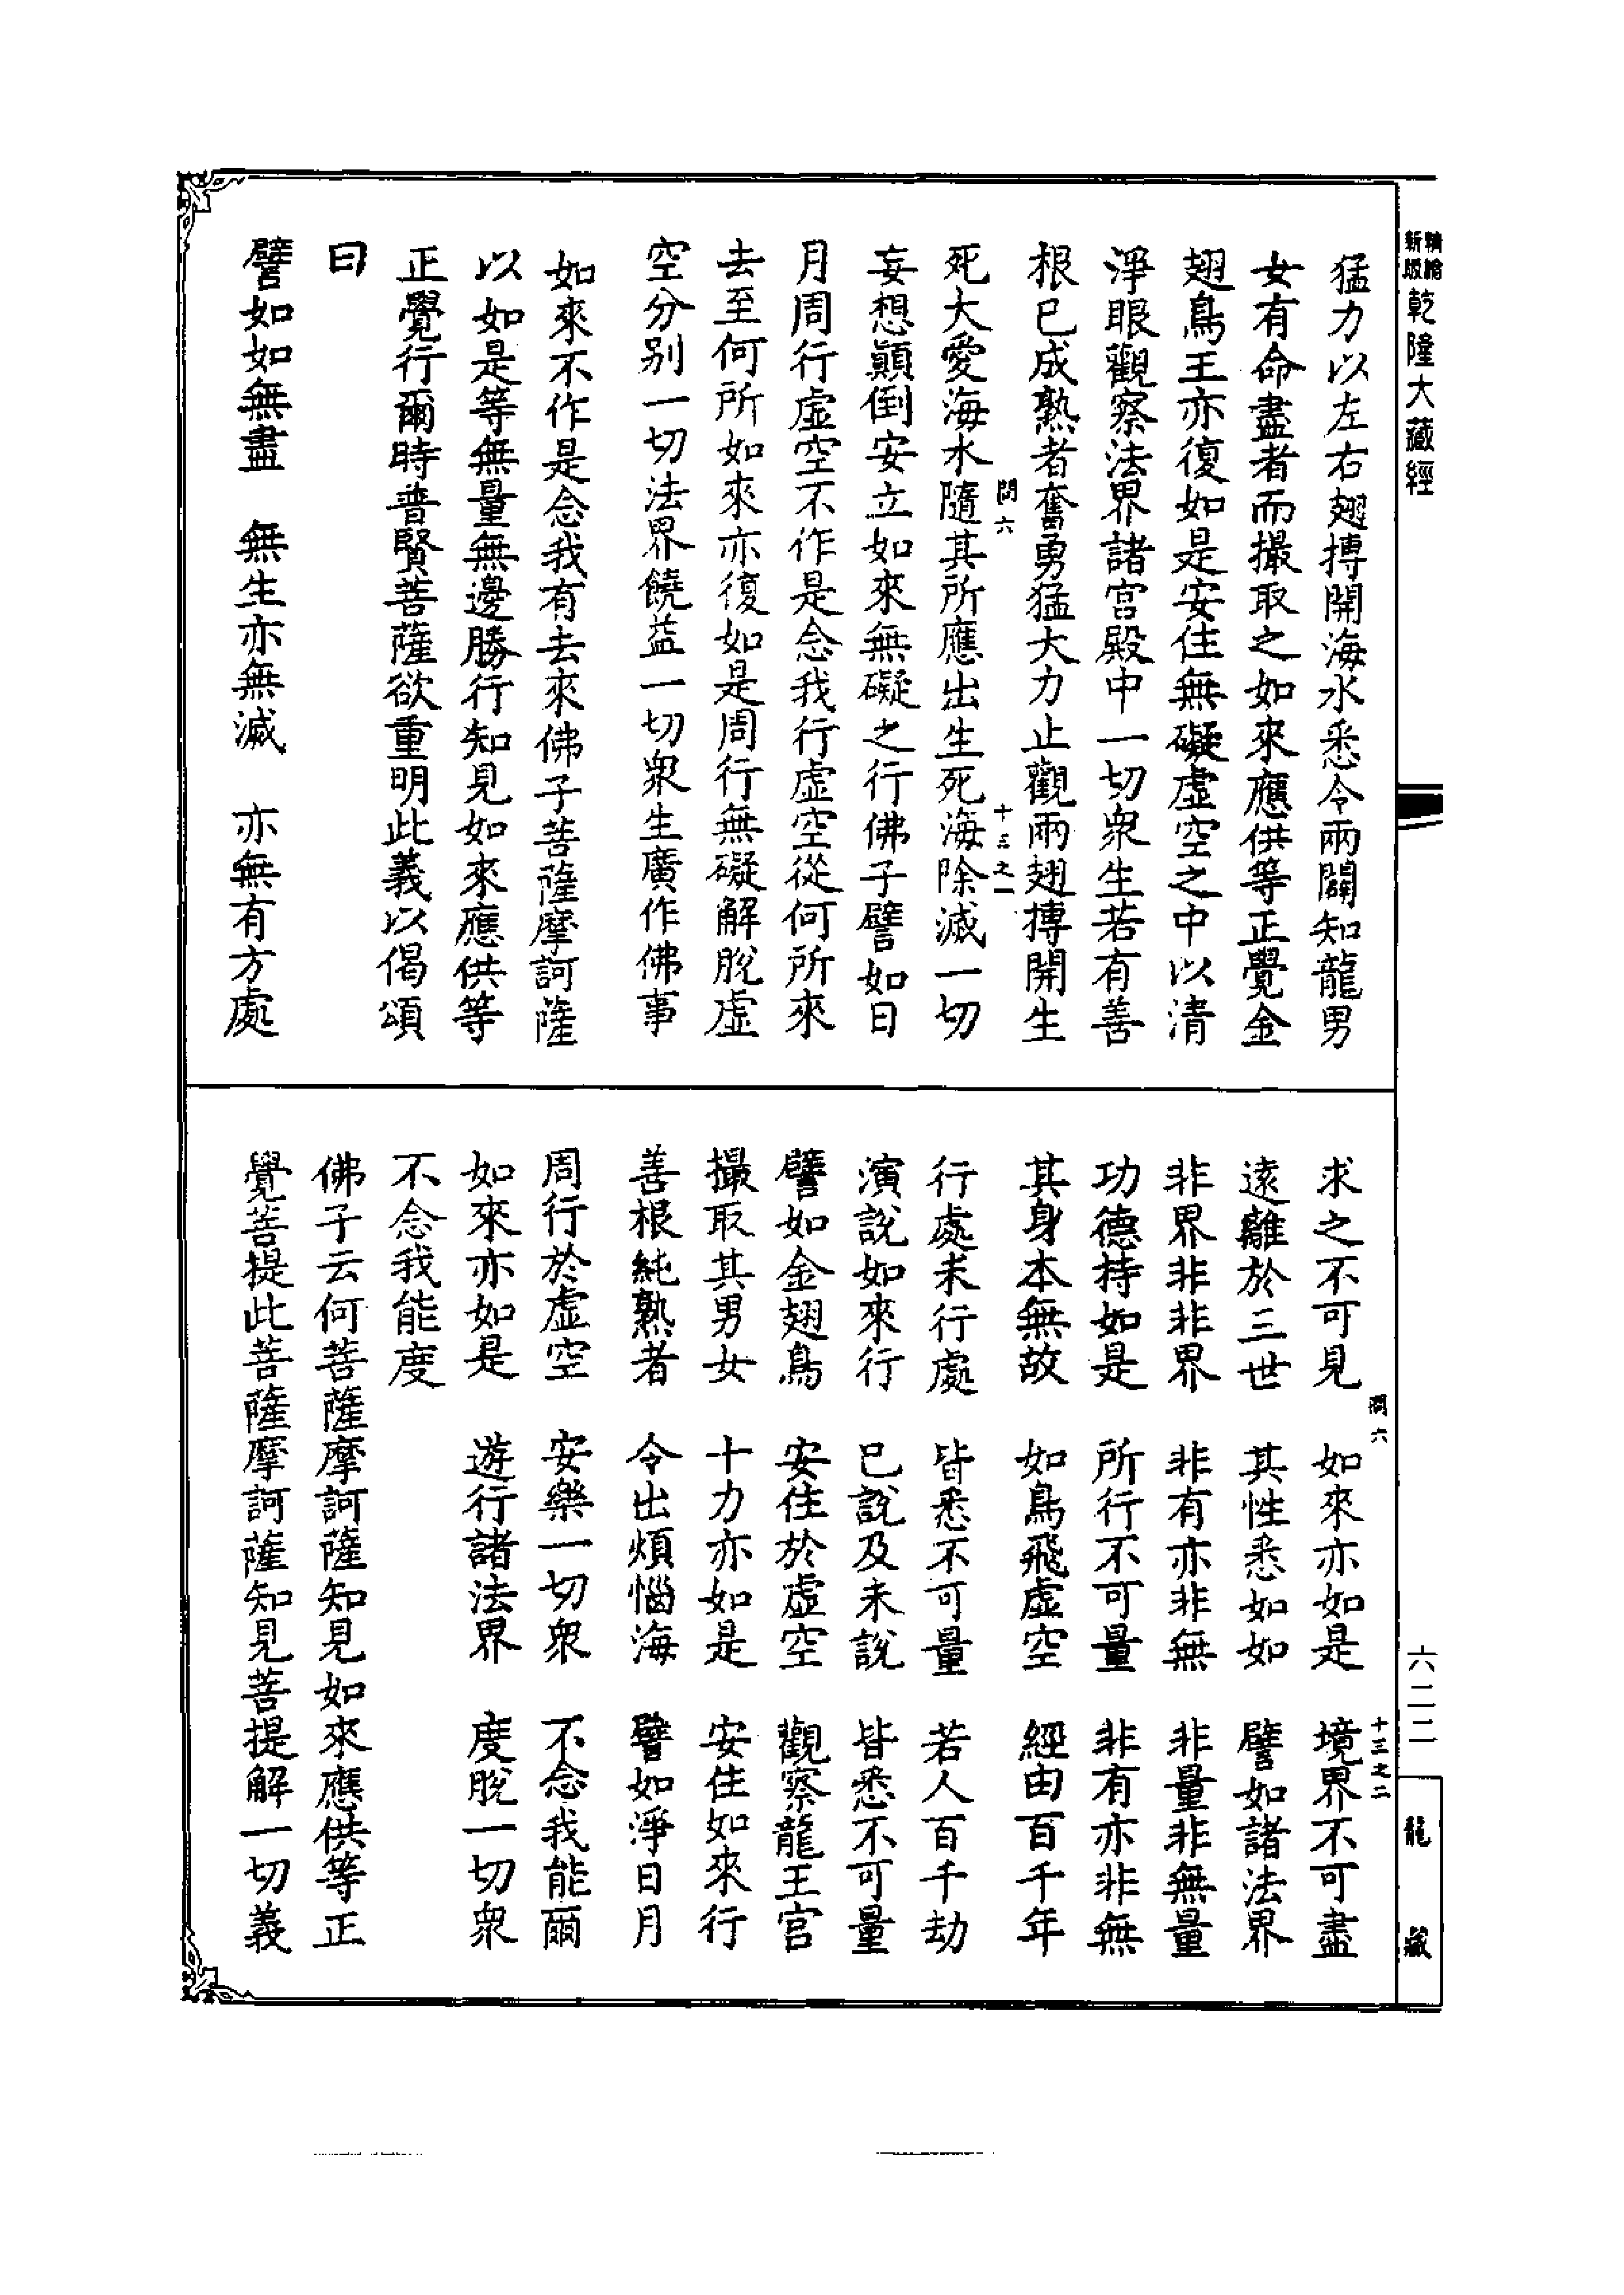 精繪新版乾隆大藏經
猛力以左右翅搏開海水悉令兩闢知龍男
女有命盡者而撮取之如來應供等正覺金
翅鳥王亦復如是安住無礙虛空之中以清
淨眼觀察法界諸宮殿中一切衆生若有善
根已成熟者奮勇猛大力止觀兩翅搏開生
問六 十三之一
死大愛海水隨其所應出生死海除滅一切
妄想顚倒安立如來無礙之行佛子譬如日
月周行虛空不作是念我行虛空從何所來
去至何所如來亦復如是周行無礙解脫虛
空分別一切法界饒益一切衆生廣作佛事
如來不作是念我有去來佛子菩薩摩訶薩
以如是等無量無邊勝行知見如來應供等
正覺行爾時普賢菩薩欲重明此義以偈頌
曰
譬如如無盡　無生亦無滅　亦無有方處
問六 十三之二
求之不可見　如來亦如是　境界不可盡
遠離於三世　其性悉如如　譬如諸法界
非界非非界　非有亦非無　非量非無量
功德持如是　所行不可量　非有亦非無
其身本無故　如鳥飛虛空　經由百千年
行處未行處　皆悉不可量　若人百千劫
演說如來行　已說及未說　皆悉不可量
譬如金翅鳥　安住於虛空　觀察龍王宮
撮取其男女　十力亦如是　安住如來行
善根純熟者　令出煩惱海　譬如淨日月
周行於虛空　安樂一切衆　不念我能爾
如來亦如是　遊行諸法界　度脫一切衆
不念我能度
佛子云何菩薩摩訶薩知見如來應供等正
覺菩提此菩薩摩訶薩知見菩提解一切義
六二二
龍藏